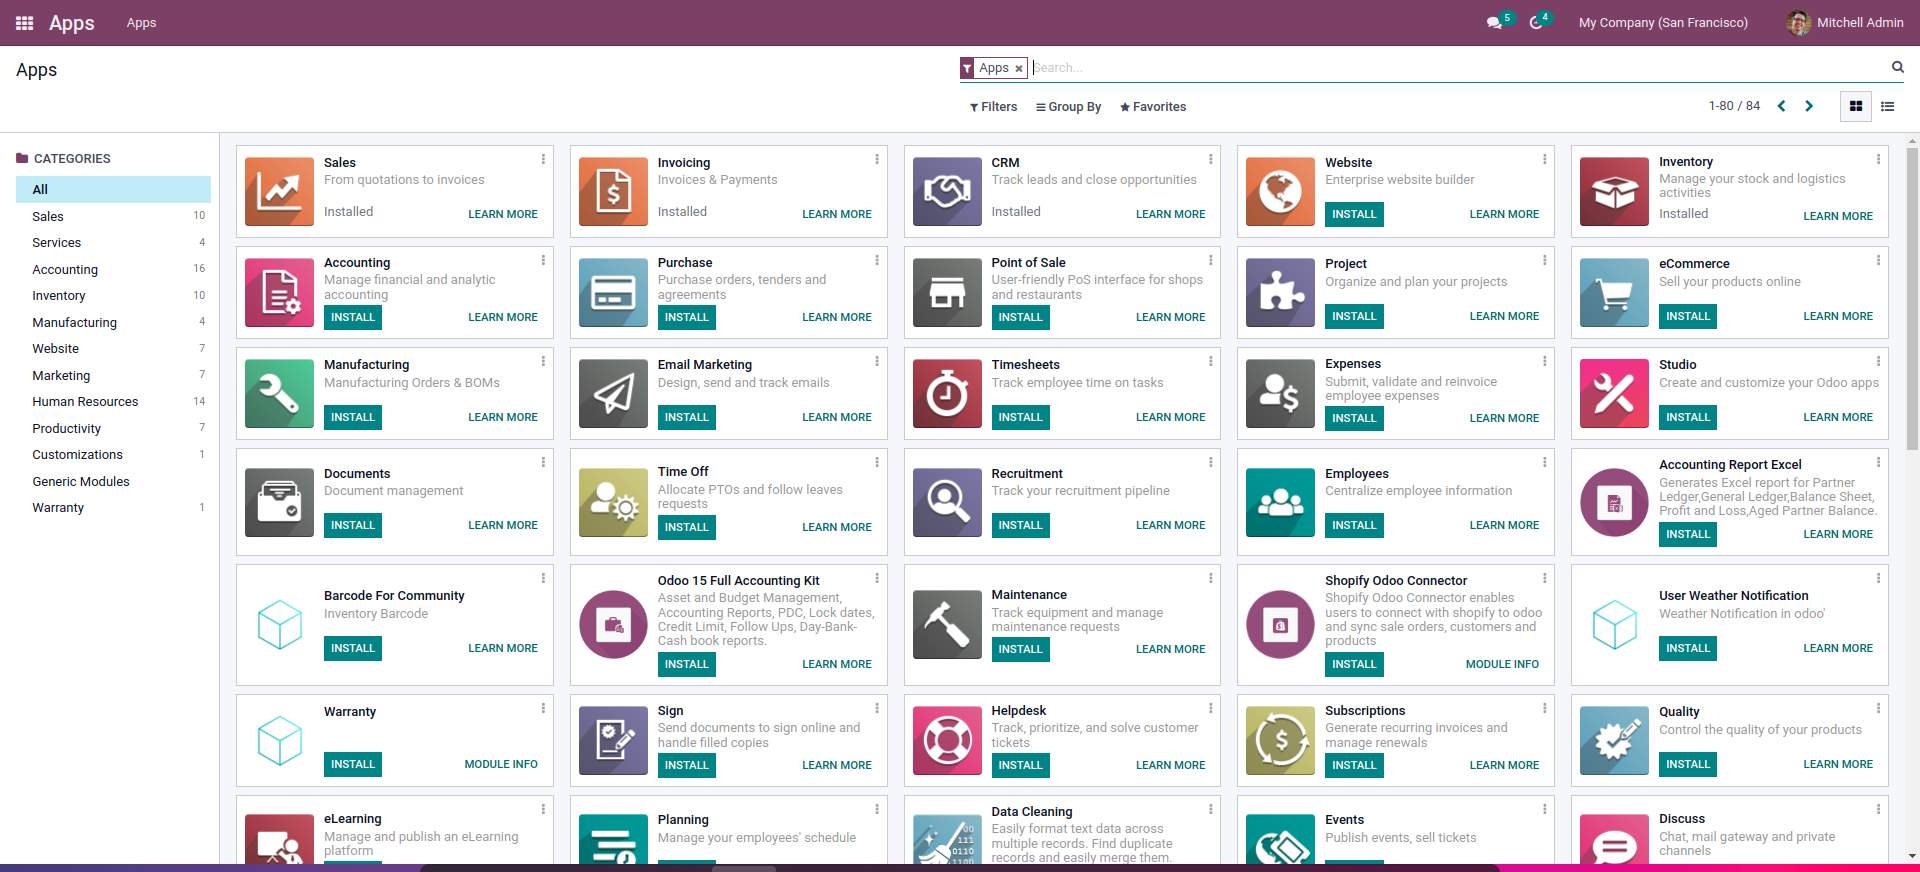 Apps
Apps
5
4
My Company (San Francisco)
Mitchell Admin
Apps
Apps ×
Search...
Filters
Group By
Favorites
1-80 / 84
CATEGORIES
All
Sales 10
Services 4
Accounting 16
Inventory 10
Manufacturing 4
Website 7
Marketing 7
Human Resources 14
Productivity 7
Customizations 1
Generic Modules
Warranty 1
Sales
From quotations to invoices
Installed
LEARN MORE
Invoicing
Invoices & Payments
Installed
LEARN MORE
CRM
Track leads and close opportunities
Installed
LEARN MORE
Website
Enterprise website builder
INSTALL
LEARN MORE
Inventory
Manage your stock and logistics
activities
Installed
LEARN MORE
Accounting
Manage financial and analytic
accounting
INSTALL
LEARN MORE
Purchase
Purchase orders, tenders and
agreements
INSTALL
LEARN MORE
Point of Sale
User-friendly PoS interface for shops
and restaurants
INSTALL
LEARN MORE
Project
Organize and plan your projects
INSTALL
LEARN MORE
eCommerce
Sell your products online
INSTALL
LEARN MORE
Manufacturing
Manufacturing Orders & BOMs
INSTALL
LEARN MORE
Email Marketing
Design, send and track emails
INSTALL
LEARN MORE
Timesheets
Track employee time on tasks
INSTALL
LEARN MORE
Expenses
Submit, validate and reinvoice
employee expenses
INSTALL
LEARN MORE
Studio
Create and customize your Odoo apps
INSTALL
LEARN MORE
Documents
Document management
INSTALL
LEARN MORE
Time Off
Allocate PTOs and follow leaves
requests
INSTALL
LEARN MORE
Recruitment
Track your recruitment pipeline
INSTALL
LEARN MORE
Employees
Centralize employee information
INSTALL
LEARN MORE
Accounting Report Excel
Generates Excel report for Partner
Ledger,General Ledger,Balance Sheet,
Profit and Loss,Aged Partner Balance.
INSTALL
LEARN MORE
Barcode For Community
Inventory Barcode
INSTALL
LEARN MORE
Odoo 15 Full Accounting Kit
Asset and Budget Management,
Accounting Reports, PDC, Lock dates,
Credit Limit, Follow Ups, Day-Bank-
Cash book reports.
INSTALL
LEARN MORE
Maintenance
Track equipment and manage
maintenance requests
INSTALL
LEARN MORE
Shopify Odoo Connector
Shopify Odoo Connector enables
users to connect with shopify to odoo
and sync sale orders, customers and
products
INSTALL
MODULE INFO
User Weather Notification
Weather Notification in odoo'
INSTALL
LEARN MORE
Warranty
INSTALL
MODULE INFO
Sign
Send documents to sign online and
handle filled copies
INSTALL
LEARN MORE
Helpdesk
Track, prioritize, and solve customer
tickets
INSTALL
LEARN MORE
Subscriptions
Generate recurring invoices and
manage renewals
INSTALL
LEARN MORE
Quality
Control the quality of your products
INSTALL
LEARN MORE
eLearning
Manage and publish an eLearning
platform
Planning
Manage your employees' schedule
Data Cleaning
Easily format text data across
multiple records. Find duplicate
records and easily merge them.
Events
Publish events, sell tickets
Discuss
Chat, mail gateway and private
channels